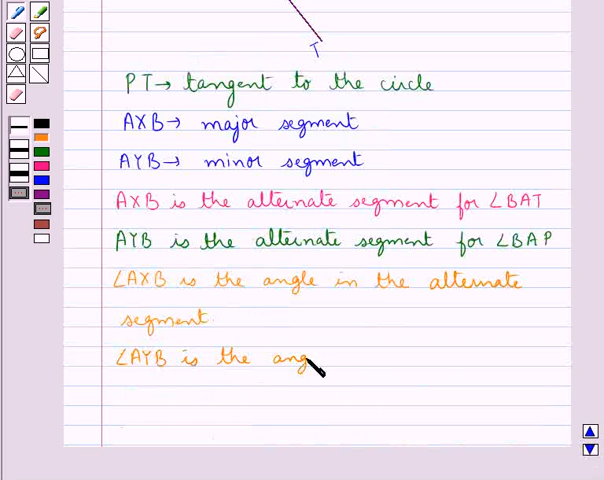 T
PT→ tangent to the circle
AXB→ major segment
AYB→ minor segment
AXB is the alternate segment for ∠BAT
AYB is the alternate segment for ∠BAP
∠AXB is the angle in the alternate
segment.
∠AYB is the ang